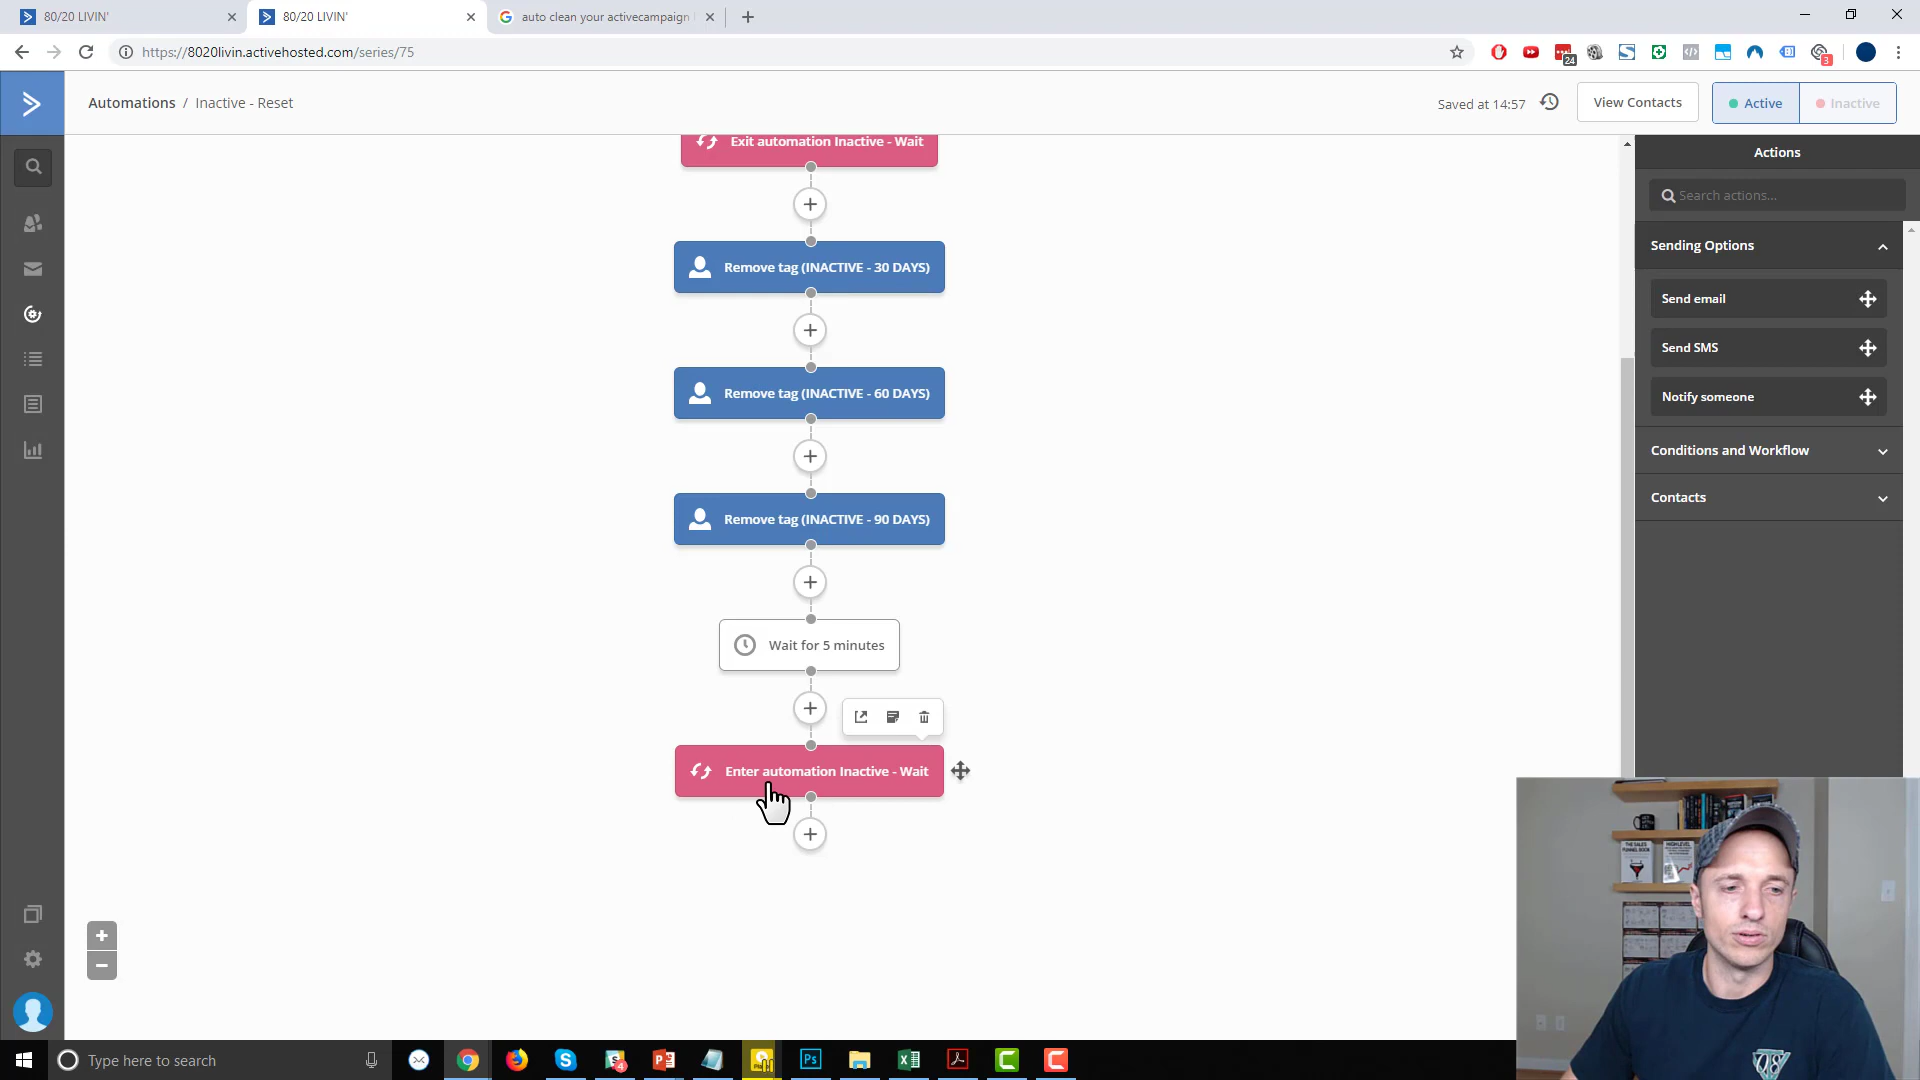 80/20 LIVIN'
80/20 LIVIN'
auto clean your activecampaign
https://8020livin.activehosted.com/series/75
24
3
Automations / Inactive - Reset
Saved at 14:57
View Contacts
Active
Inactive
Exit automation Inactive - Wait
Remove tag (INACTIVE - 30 DAYS)
Remove tag (INACTIVE - 60 DAYS)
Remove tag (INACTIVE - 90 DAYS)
Wait for 5 minutes
Enter automation Inactive - Wait
Actions
Search actions...
Sending Options
Send email
Send SMS
Notify someone
Conditions and Workflow
Contacts
Type here to search
4